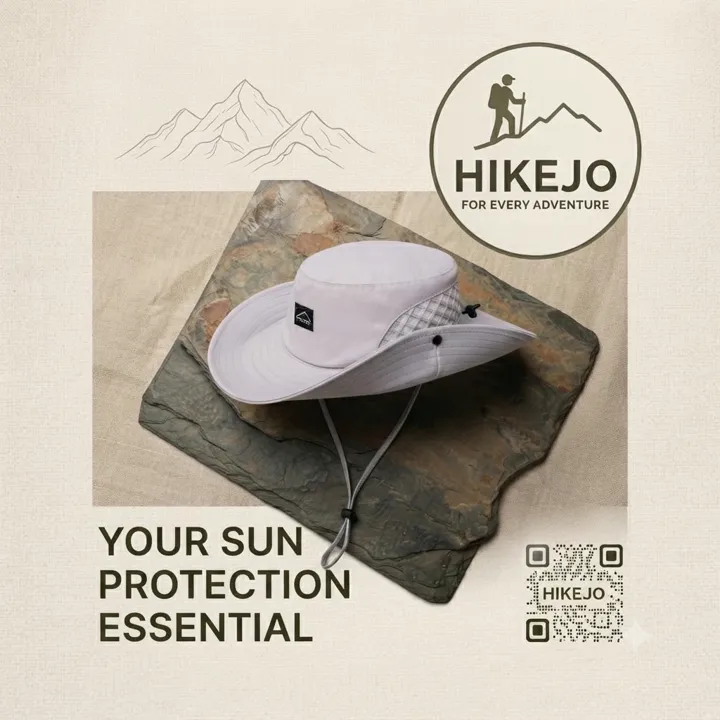 HIKEJO
FOR EVERY ADVENTURE
YOUR SUN
PROTECTION
ESSENTIAL
HIKEJO